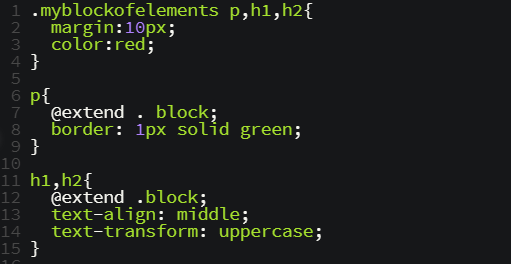 1 .myblockofelements p,h1,h2{
2   margin:10px;
3   color:red;
4 }
5
6 p{
7   @extend . block;
8   border: 1px solid green;
9 }
10
11 h1,h2{
12   @extend .block;
13   text-align: middle;
14   text-transform: uppercase;
15 }